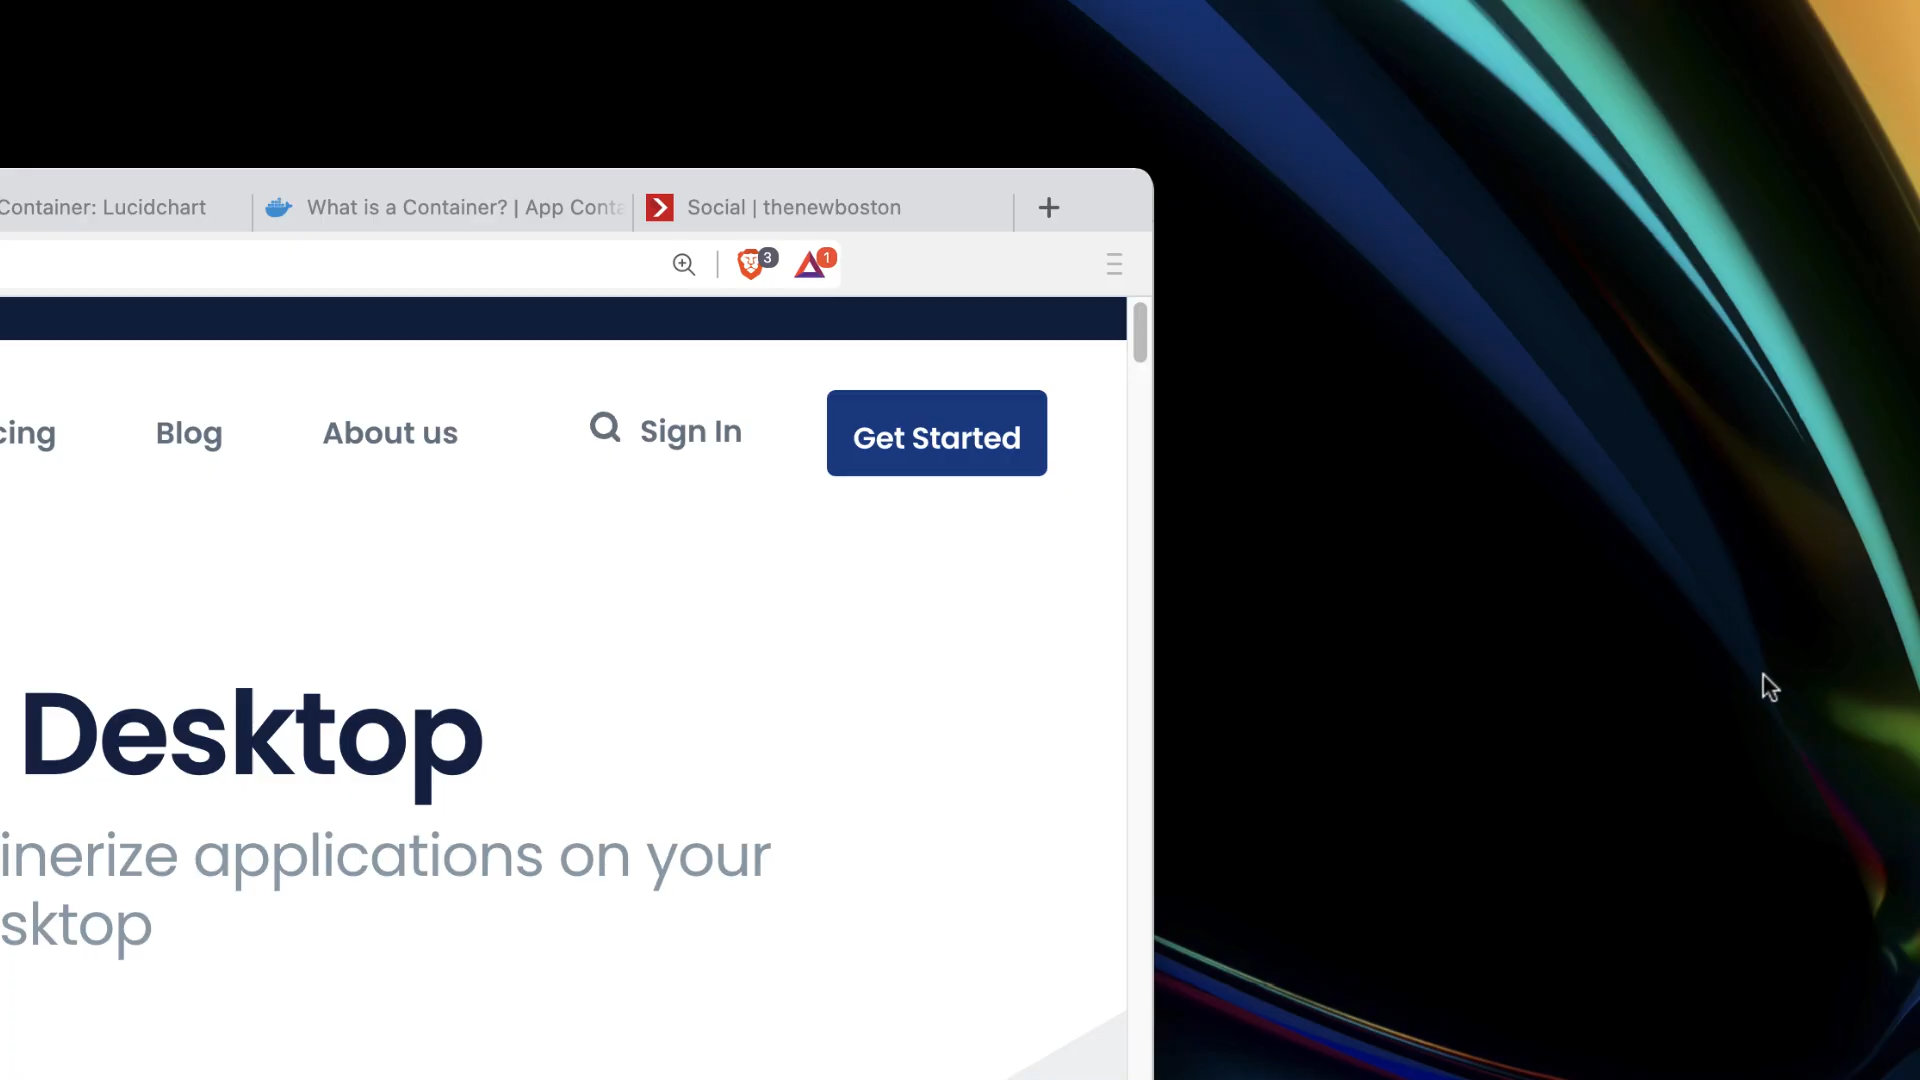 Container: Lucidchart
What is a Container? | App Conta
Social | thenewboston
3
1
cing
Blog
About us
Sign In
Get Started
Desktop
inerize applications on your
sktop